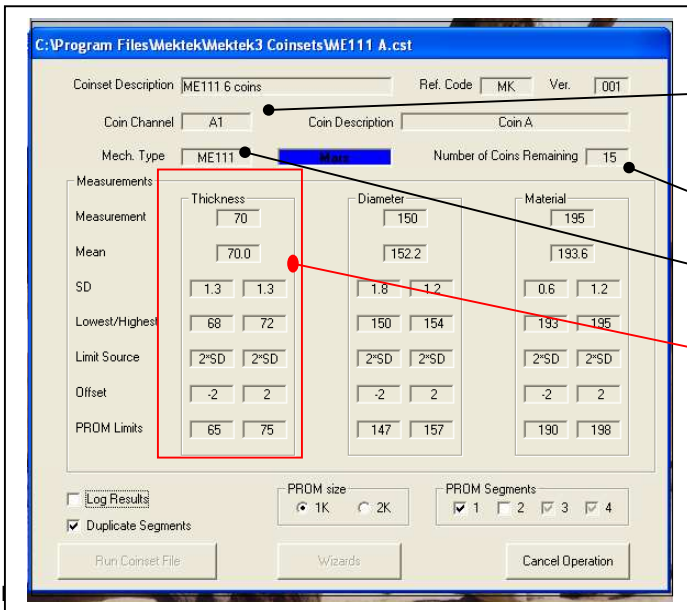 C:\Program Files\Mektek\Mektek3 Coinsets\ME111 A.cst
Coinset Description ME111 6 coins Ref. Code MK Ver. 001
Coin Channel A1 Coin Description Coin A
Mech. Type ME111 Mars Number of Coins Remaining 15
Measurements
Thickness Diameter Material
Measurement 70 150 195
Mean 70.0 152.2 193.6
SD 1.3 1.3 1.8 1.2 0.6 1.2
Lowest/Highest 68 72 150 154 193 195
Limit Source 2*SD 2*SD 2*SD 2*SD 2*SD 2*SD
Offset -2 2 -2 2 -2 2
PROM Limits 65 75 147 157 190 198
Log Results
Duplicate Segments
PROM size
1K 2K
PROM Segments
1 2 3 4
Run Coinset File Wizards Cancel Operation